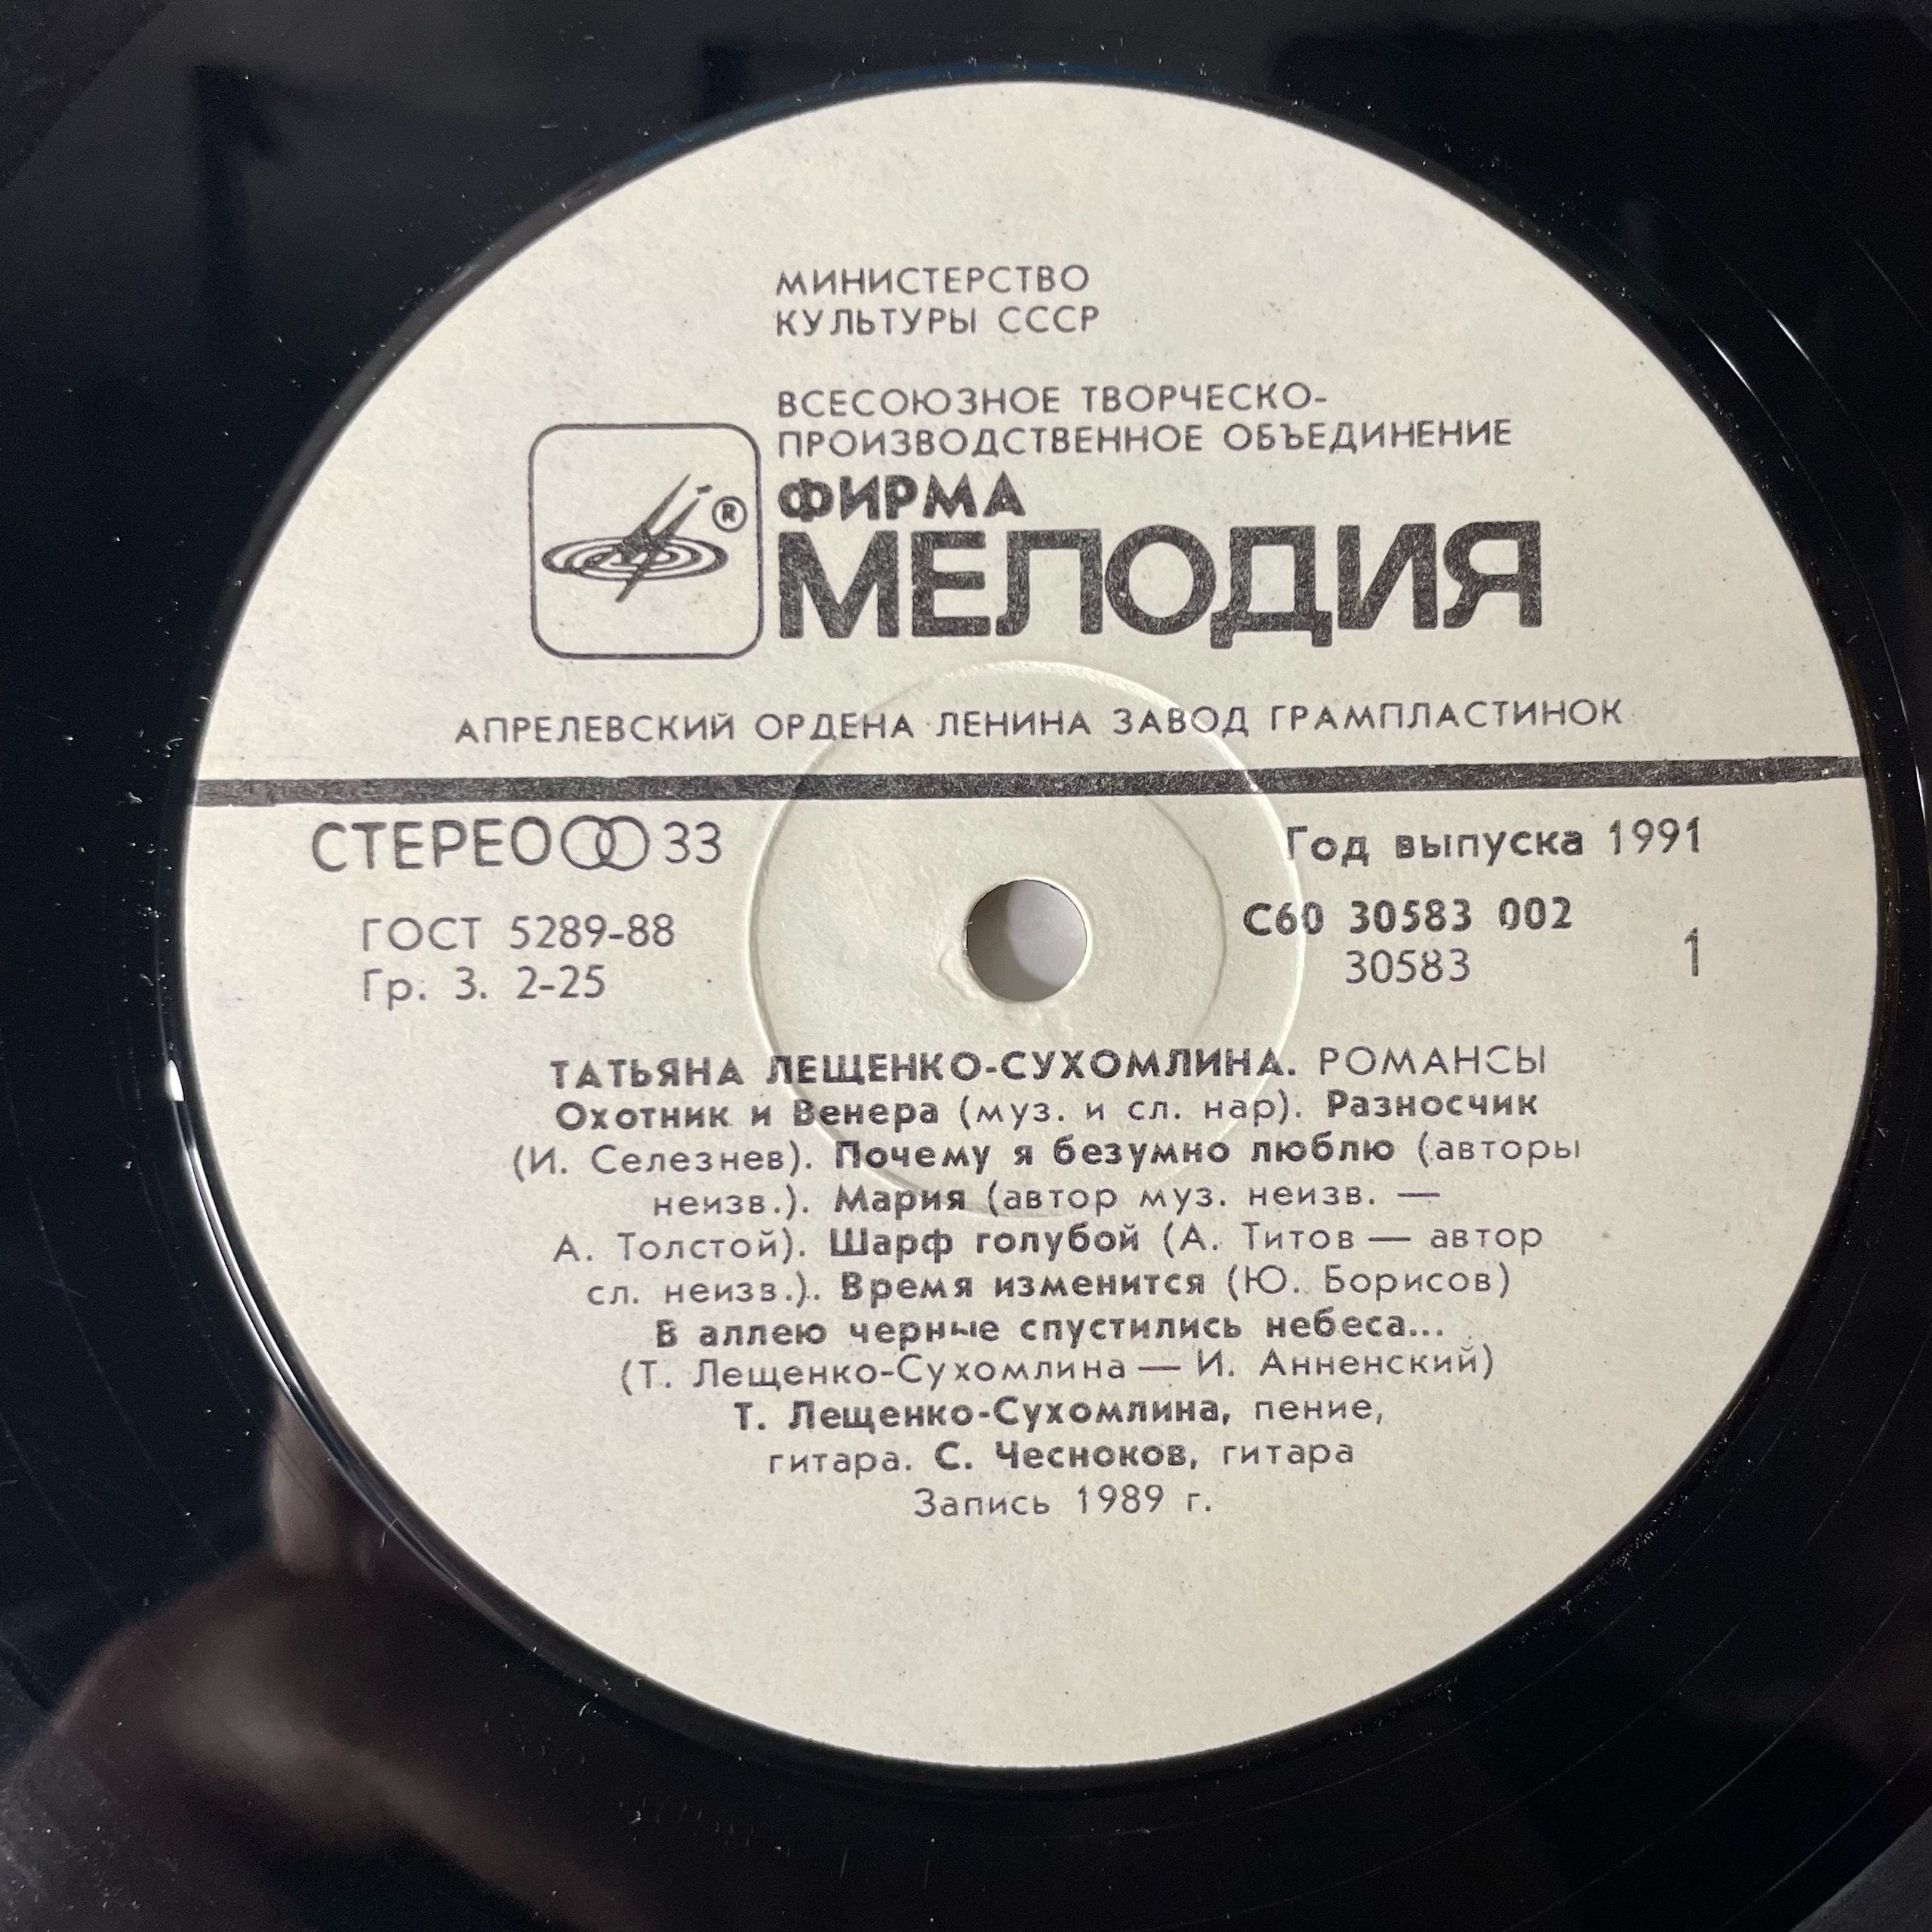 МИНИСТЕРСТВО
КУЛЬТУРЫ СССР
ВСЕСОЮЗНОЕ ТВОРЧЕСКО-
ПРОИЗВОДСТВЕННОЕ ОБЪЕДИНЕНИЕ
®
ФИРМА
МЕЛОДИЯ
АПРЕЛЕВСКИЙ ОРДЕНА ЛЕНИНА ЗАВОД ГРАМПЛАСТИНОК
СТЕРЕО 33
Год выпуска 1991
ГОСТ 5289-88
Гр. 3. 2-25
С60 30583 002
30583
1
ТАТЬЯНА ЛЕЩЕНКО-СУХОМЛИНА. РОМАНСЫ
Охотник и Венера (муз. и сл. нар). Разносчик
(И. Селезнев). Почему я безумно люблю (авторы
неизв.). Мария (автор муз. неизв. —
А. Толстой). Шарф голубой (А. Титов — автор
сл. неизв.). Время изменится (Ю. Борисов)
В аллею черные спустились небеса...
(Т. Лещенко-Сухомлина — И. Анненский)
Т. Лещенко-Сухомлина, пение,
гитара. С. Чесноков, гитара
Запись 1989 г.